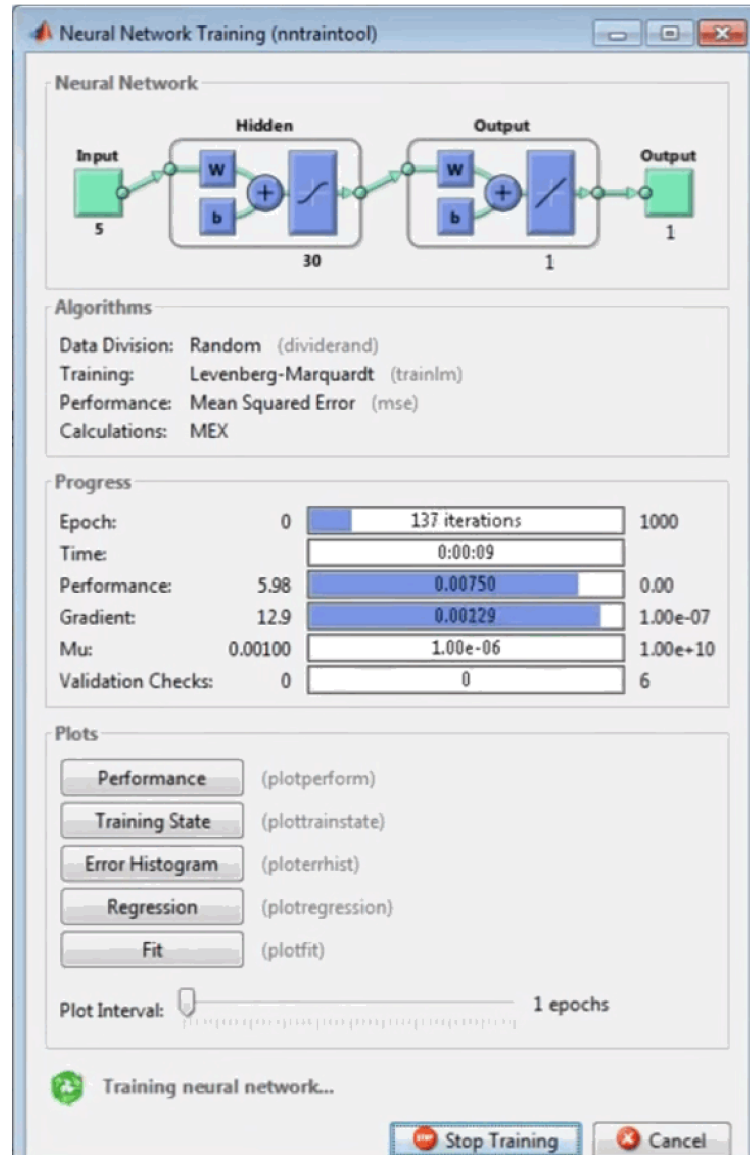 Neural Network Training (nntraintool)
Neural Network
Hidden Output
Input Output
W W
b b
5 1
30 1
Algorithms
Data Division: Random (dividerand)
Training: Levenberg-Marquardt (trainlm)
Performance: Mean Squared Error (mse)
Calculations: MEX
Progress
Epoch: 0 137 iterations 1000
Time: 0:00:09
Performance: 5.98 0.00750 0.00
Gradient: 12.9 0.00129 1.00e-07
Mu: 0.00100 1.00e-06 1.00e+10
Validation Checks: 0 0 6
Plots
Performance (plotperform)
Training State (plottrainstate)
Error Histogram (ploterrhist)
Regression (plotregression)
Fit (plotfit)
Plot Interval: 1 epochs
Training neural network...
Stop Training Cancel